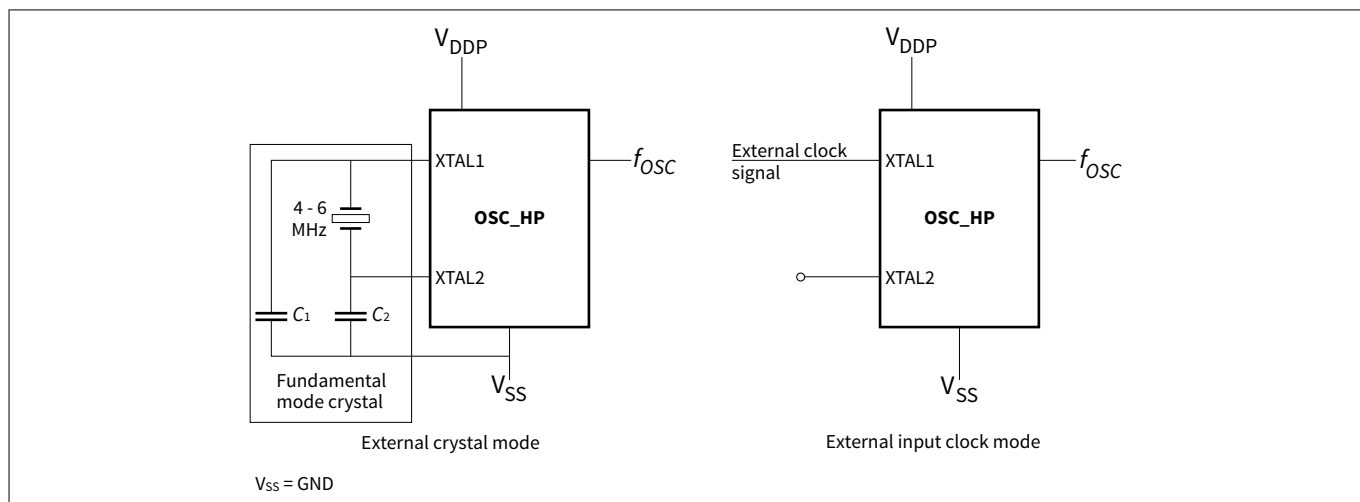 V_DDP
XTAL1
f_OSC
4 - 6
MHz
OSC_HP
XTAL2
C1
C2
V_SS
Fundamental
mode crystal
External crystal mode
V_SS = GND
V_DDP
External clock
signal
XTAL1
f_OSC
OSC_HP
XTAL2
V_SS
External input clock mode